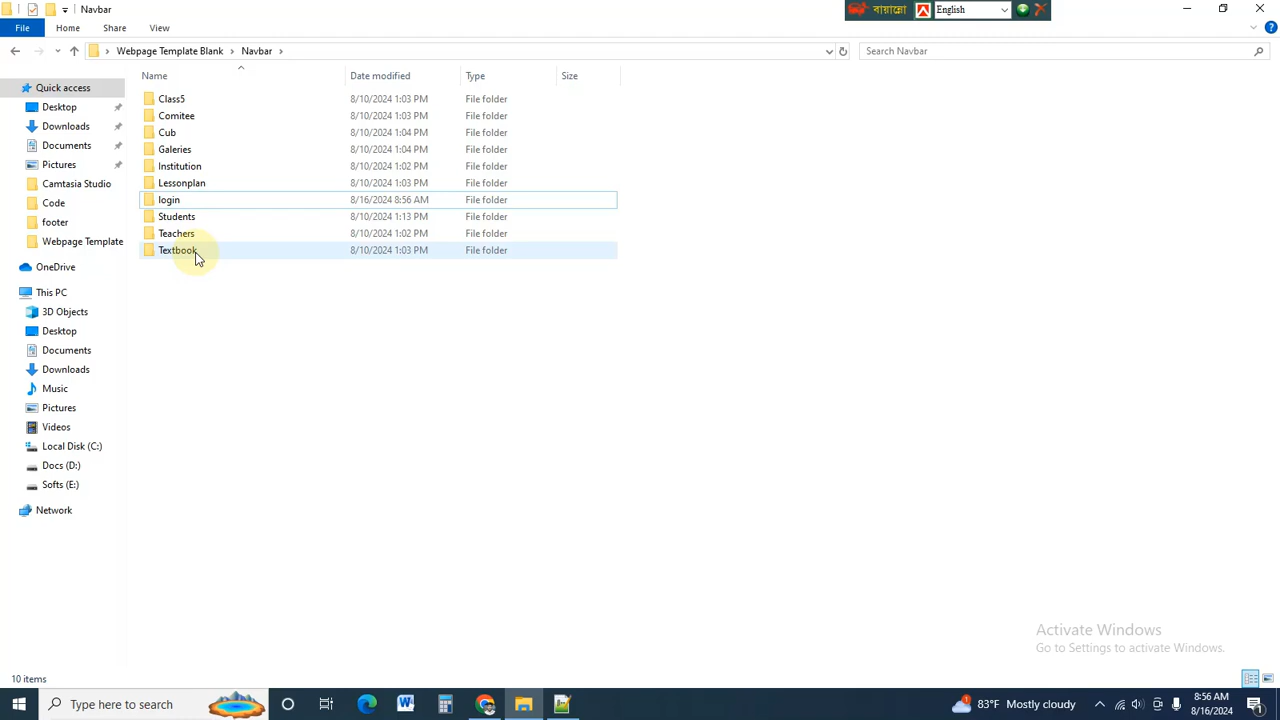 Navbar
বায়ান্নো
English
File
Home
Share
View
Webpage Template Blank
Navbar
Search Navbar
Name
Date modified
Type
Size
Quick access
Desktop
Downloads
Documents
Pictures
Camtasia Studio
Code
footer
Webpage Template
OneDrive
This PC
3D Objects
Desktop
Documents
Downloads
Music
Pictures
Videos
Local Disk (C:)
Docs (D:)
Softs (E:)
Network
Class5 8/10/2024 1:03 PM File folder
Comitee 8/10/2024 1:03 PM File folder
Cub 8/10/2024 1:04 PM File folder
Galeries 8/10/2024 1:04 PM File folder
Institution 8/10/2024 1:02 PM File folder
Lessonplan 8/10/2024 1:03 PM File folder
login 8/16/2024 8:56 AM File folder
Students 8/10/2024 1:13 PM File folder
Teachers 8/10/2024 1:02 PM File folder
Textbook 8/10/2024 1:03 PM File folder
Activate Windows
Go to Settings to activate Windows.
10 items
Type here to search
83°F Mostly cloudy
8:56 AM
8/16/2024